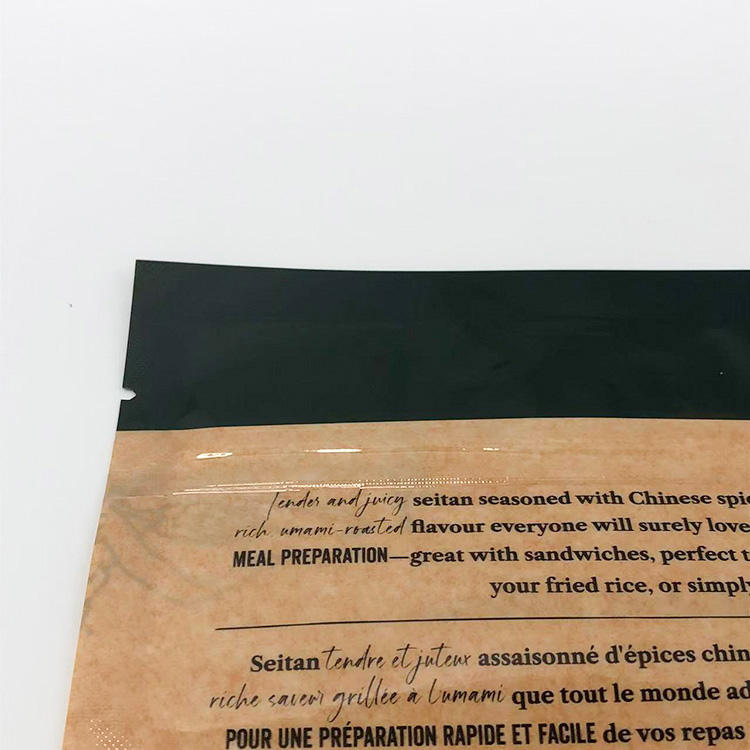 Tender and juicy seitan seasoned with Chinese spic
rich, umami-roasted flavour everyone will surely love
MEAL PREPARATION—great with sandwiches, perfect t
your fried rice, or simply
Seitan tendre et juteux assaisonné d'épices chin
riche saveur grillée à l'umami que tout le monde ad
POUR UNE PRÉPARATION RAPIDE ET FACILE de vos repas